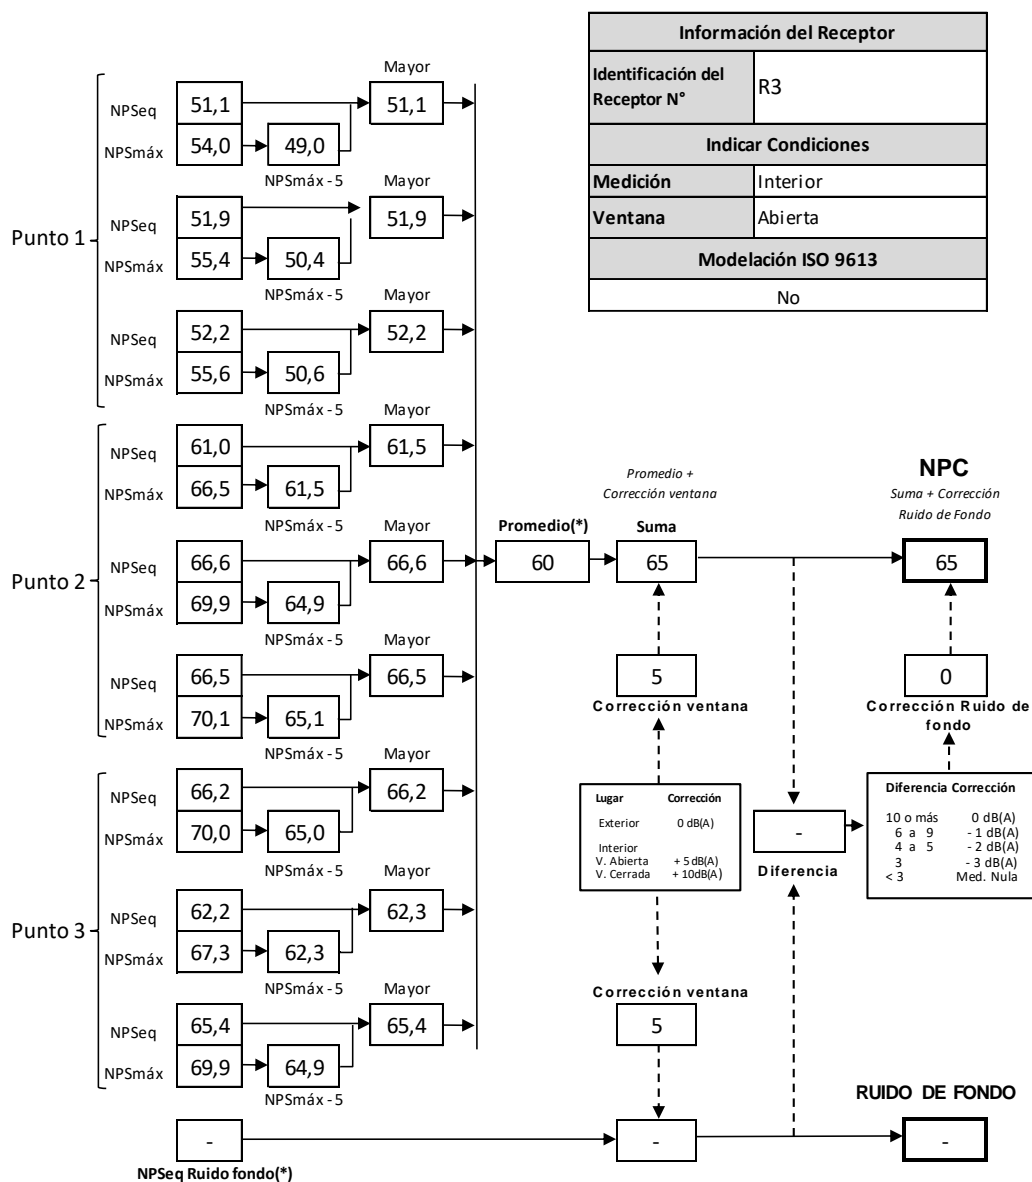 Información del Receptor
Identificación del Receptor N° R3
Indicar Condiciones
Medición Interior
Ventana Abierta
Modelación ISO 9613
No
Punto 1
Mayor
NPSeq 51,1 51,1
NPSmáx 54,0 49,0
NPSmáx - 5
Mayor
NPSeq 51,9 51,9
NPSmáx 55,4 50,4
NPSmáx - 5
Mayor
NPSeq 52,2 52,2
NPSmáx 55,6 50,6
NPSmáx - 5
Punto 2
Mayor
NPSeq 61,0 61,5
NPSmáx 66,5 61,5
NPSmáx - 5
Mayor
NPSeq 66,6 66,6
NPSmáx 69,9 64,9
NPSmáx - 5
Mayor
NPSeq 66,5 66,5
NPSmáx 70,1 65,1
NPSmáx - 5
Punto 3
Mayor
NPSeq 66,2 66,2
NPSmáx 70,0 65,0
NPSmáx - 5
Mayor
NPSeq 62,2 62,3
NPSmáx 67,3 62,3
NPSmáx - 5
Mayor
NPSeq 65,4 65,4
NPSmáx 69,9 64,9
NPSmáx - 5
-
NPSeq Ruido fondo(*)
Promedio(*)
60
Promedio +
Corrección ventana
Suma
65
5
Corrección ventana
Lugar Corrección
Exterior 0 dB(A)
Interior
V. Abierta + 5 dB(A)
V. Cerrada + 10dB(A)
Corrección ventana
5
-
-
Diferencia
NPC
Suma + Corrección
Ruido de Fondo
65
0
Corrección Ruido de
fondo
Diferencia Corrección
10 o más 0 dB(A)
6 a 9 - 1 dB(A)
4 a 5 - 2 dB(A)
3 - 3 dB(A)
< 3 Med. Nula
RUIDO DE FONDO
-